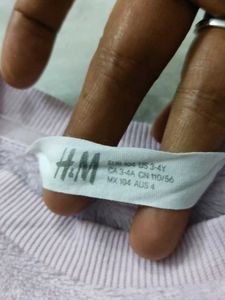 H&M
EUR 104 US 3-4Y
CA 3-4A CN 110/56
MX 104 AUS 4